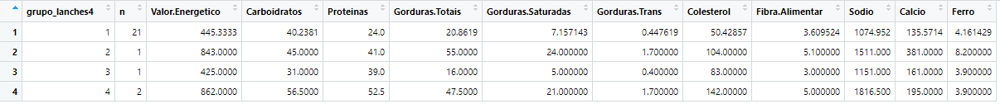 grupo_lanches4 n Valor.Energetico Carboidratos Proteinas Gorduras.Totais Gorduras.Saturadas Gorduras.Trans Colesterol Fibra.Alimentar Sodio Calcio Ferro
1 1 21 445.3333 40.2381 24.0 20.8619 7.157143 0.447619 50.42857 3.609524 1074.952 135.5714 4.161429
2 2 1 843.0000 45.0000 41.0 55.0000 24.000000 1.700000 104.00000 5.100000 1511.000 381.0000 8.200000
3 3 1 425.0000 31.0000 39.0 16.0000 5.000000 0.400000 83.00000 3.000000 1151.000 161.0000 3.900000
4 4 2 862.0000 56.5000 52.5 47.5000 21.000000 1.700000 142.00000 5.000000 1816.500 195.0000 3.900000